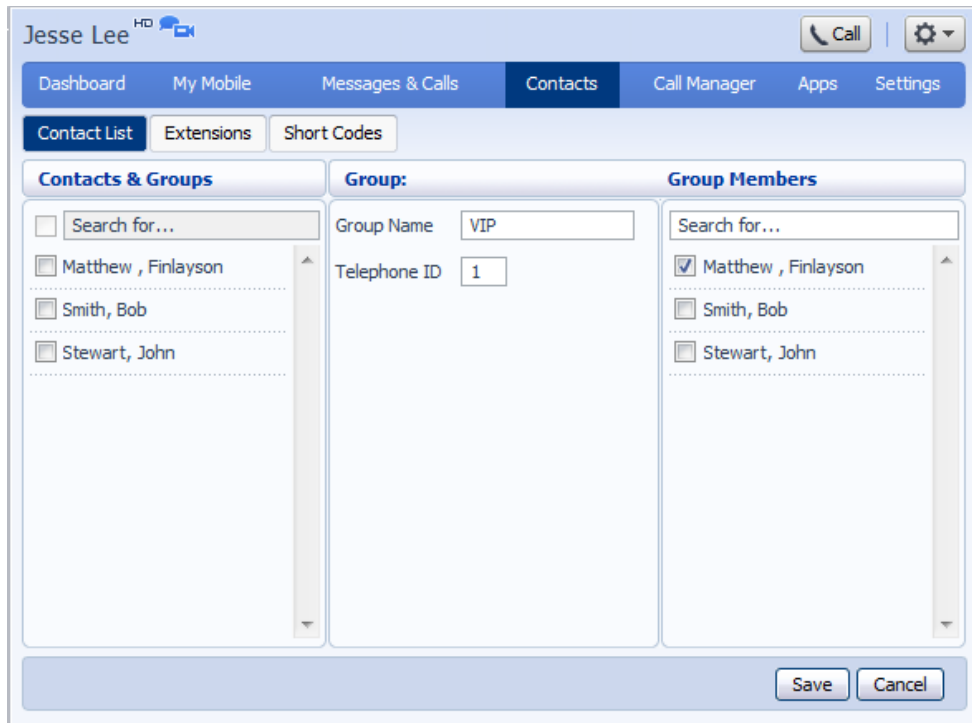 Jesse Lee HD
Call
Dashboard My Mobile Messages & Calls Contacts Call Manager Apps Settings
Contact List Extensions Short Codes
Contacts & Groups Group: Group Members
Search for...
Matthew , Finlayson
Smith, Bob
Stewart, John
Group Name VIP
Telephone ID 1
Search for...
Matthew , Finlayson
Smith, Bob
Stewart, John
Save Cancel